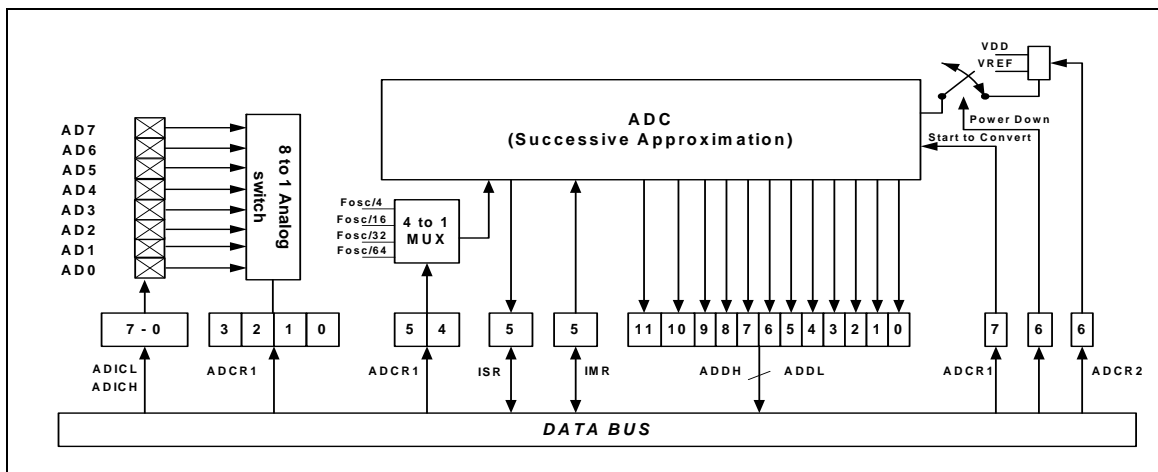 VDD
VREF
ADC
(Successive Approximation)
Power Down
Start to Convert
AD7
AD6
AD5
AD4
AD3
AD2
AD1
AD0
8 to 1 Analog
switch
Fosc/4
Fosc/16
Fosc/32
Fosc/64
4 to 1
MUX
7 - 0
3 2 1 0
5 4
5
5
11 10 9 8 7 6 5 4 3 2 1 0
7
6
6
ADICL
ADICH
ADCR1
ADCR1
ISR
IMR
ADDH ADDL
ADCR1
ADCR2
DATA BUS